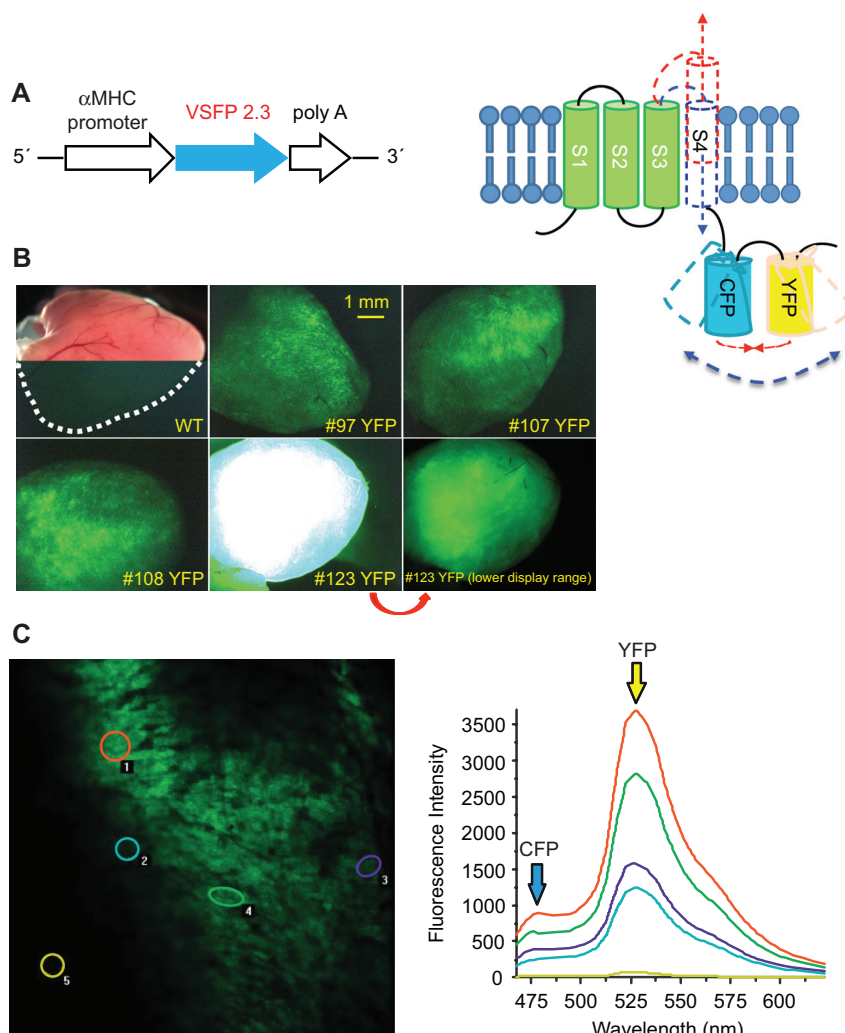 A
αMHC
promoter
VSFP 2.3
poly A
5´
3´
S1
S2
S3
S4
CFP
YFP
B
1 mm
WT
#97 YFP
#107 YFP
#108 YFP
#123 YFP
#123 YFP (lower display range)
C
1
2
3
4
5
YFP
CFP
Fluorescence Intensity
3500
3000
2500
2000
1500
1000
500
0
475
500
525
550
575
600
Wavelength (nm)